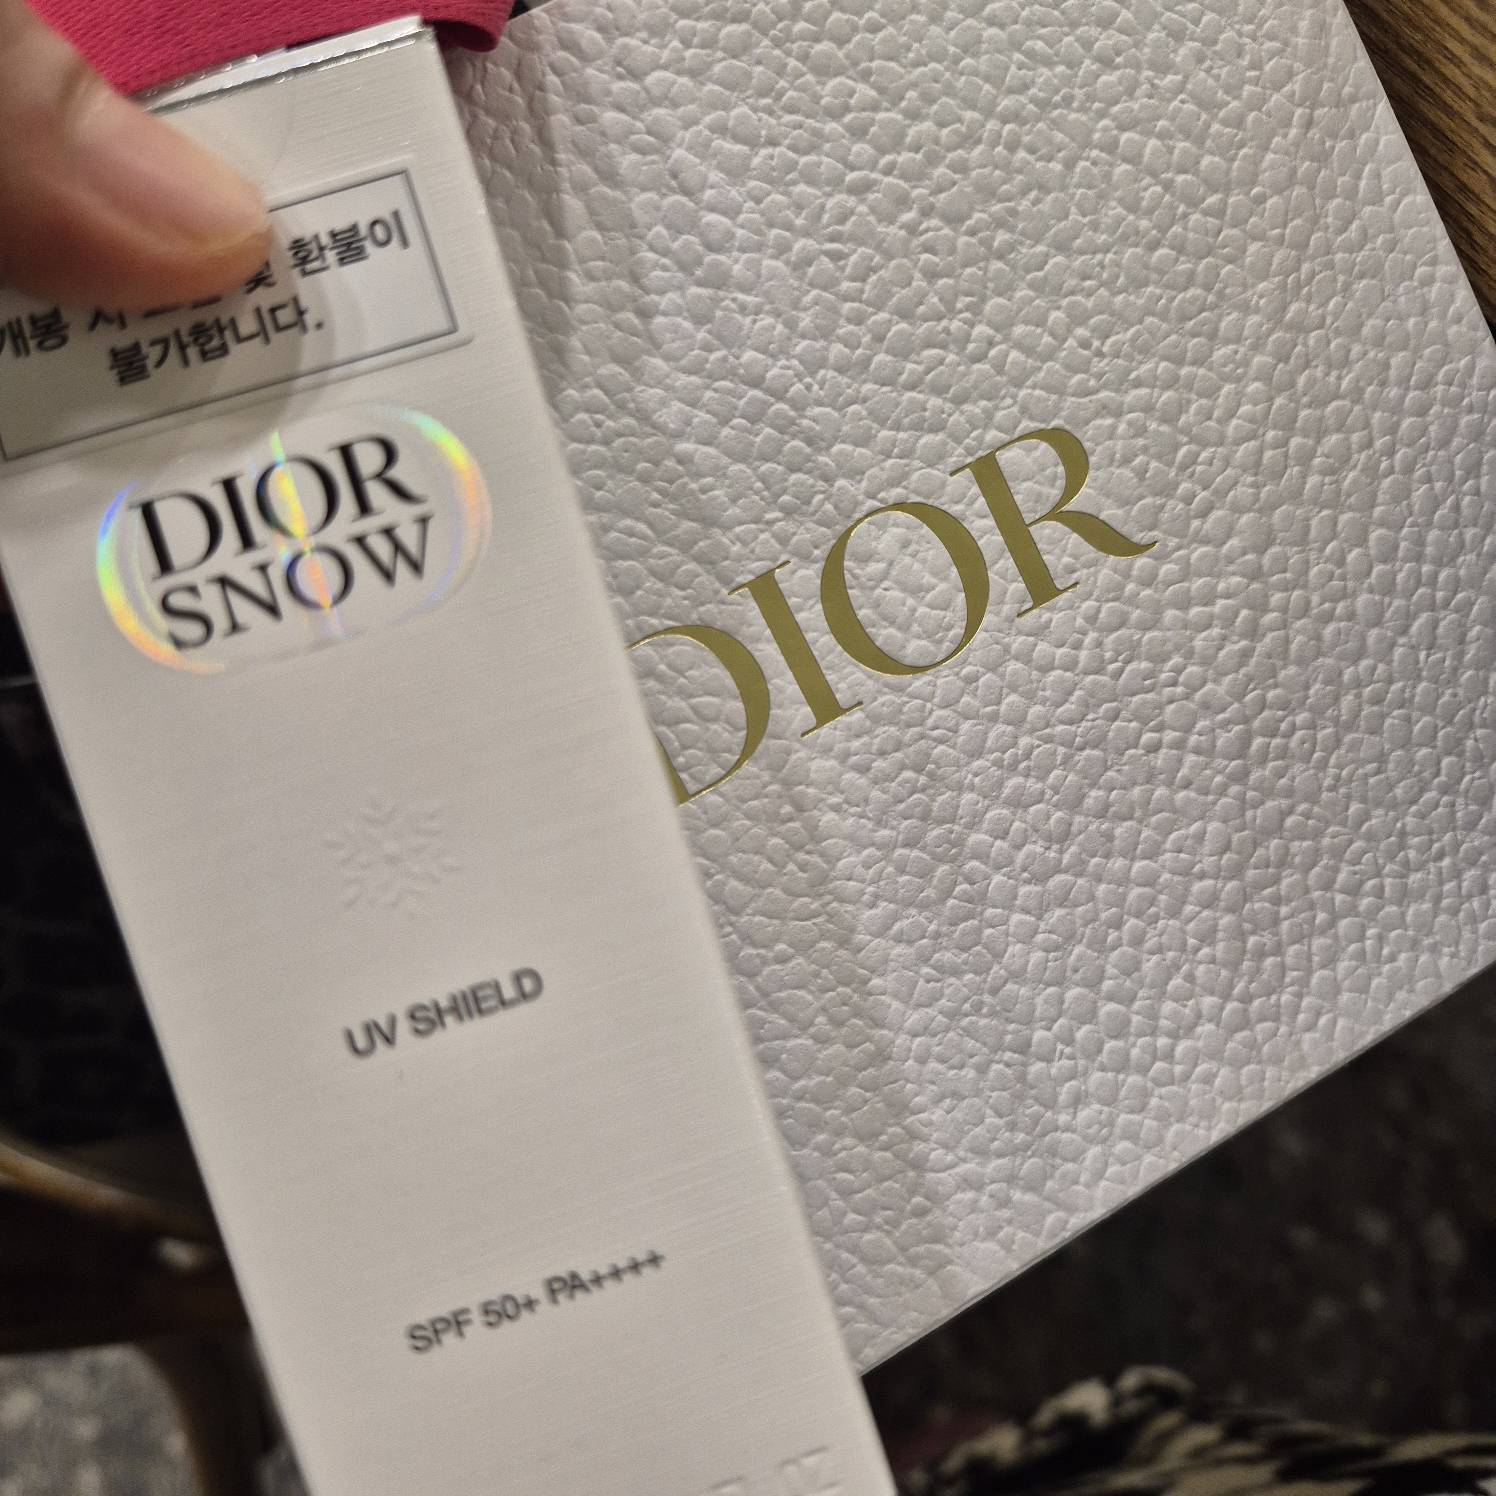 및 환불이
개봉 시
불가합니다.
DIOR
SNOW
UV SHIELD
SPF 50+ PA++++
OZ
DIOR